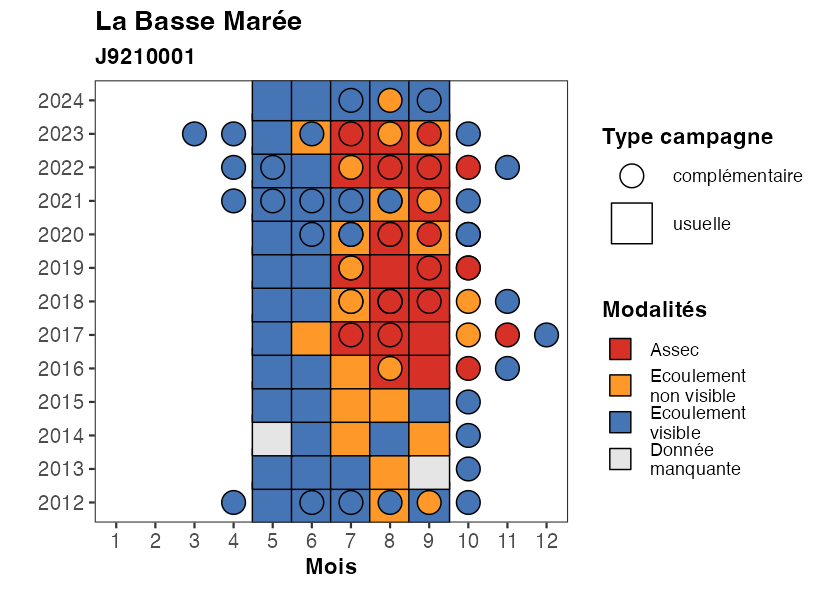 La Basse Marée
J9210001
2024
2023
2022
2021
2020
2019
2018
2017
2016
2015
2014
2013
2012
1 2 3 4 5 6 7 8 9 10 11 12
Mois
Type campagne
complémentaire
usuelle
Modalités
Assec
Ecoulement
non visible
Ecoulement
visible
Donnée
manquante